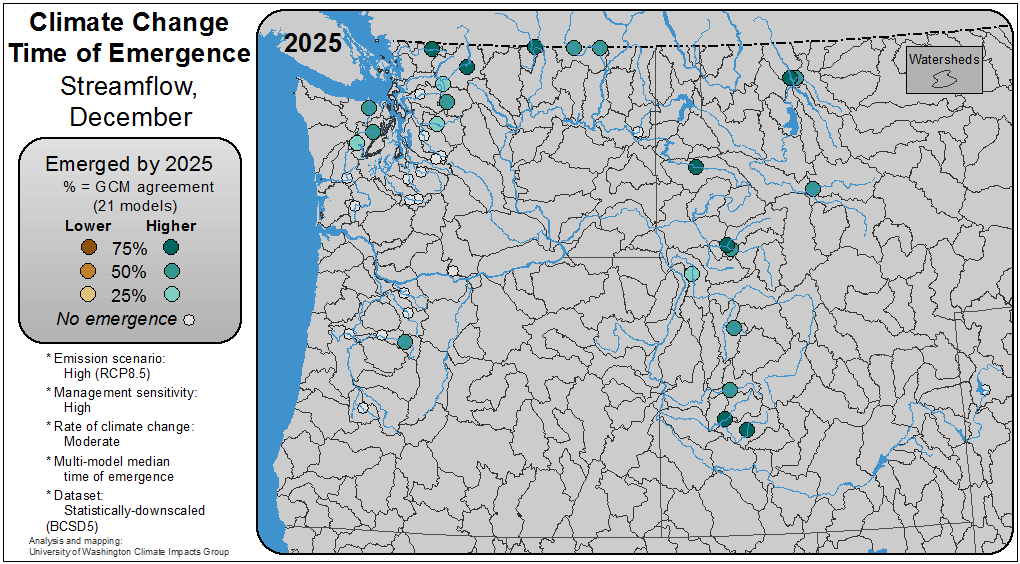 Climate Change
Time of Emergence
Streamflow,
December
Emerged by 2025
% = GCM agreement
(21 models)
Lower Higher
75%
50%
25%
No emergence
* Emission scenario:
High (RCP8.5)
* Management sensitivity:
High
* Rate of climate change:
Moderate
* Multi-model median
time of emergence
* Dataset:
Statistically-downscaled
(BCSD5)
Analysis and mapping:
University of Washington Climate Impacts Group
2025
Watersheds